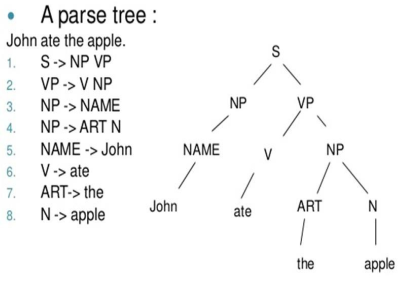 • A parse tree :
John ate the apple.
1. S -> NP VP
2. VP -> V NP
3. NP -> NAME
4. NP -> ART N
5. NAME -> John
6. V -> ate
7. ART-> the
8. N -> apple
S
NP VP
NAME V NP
John ate ART N
the apple